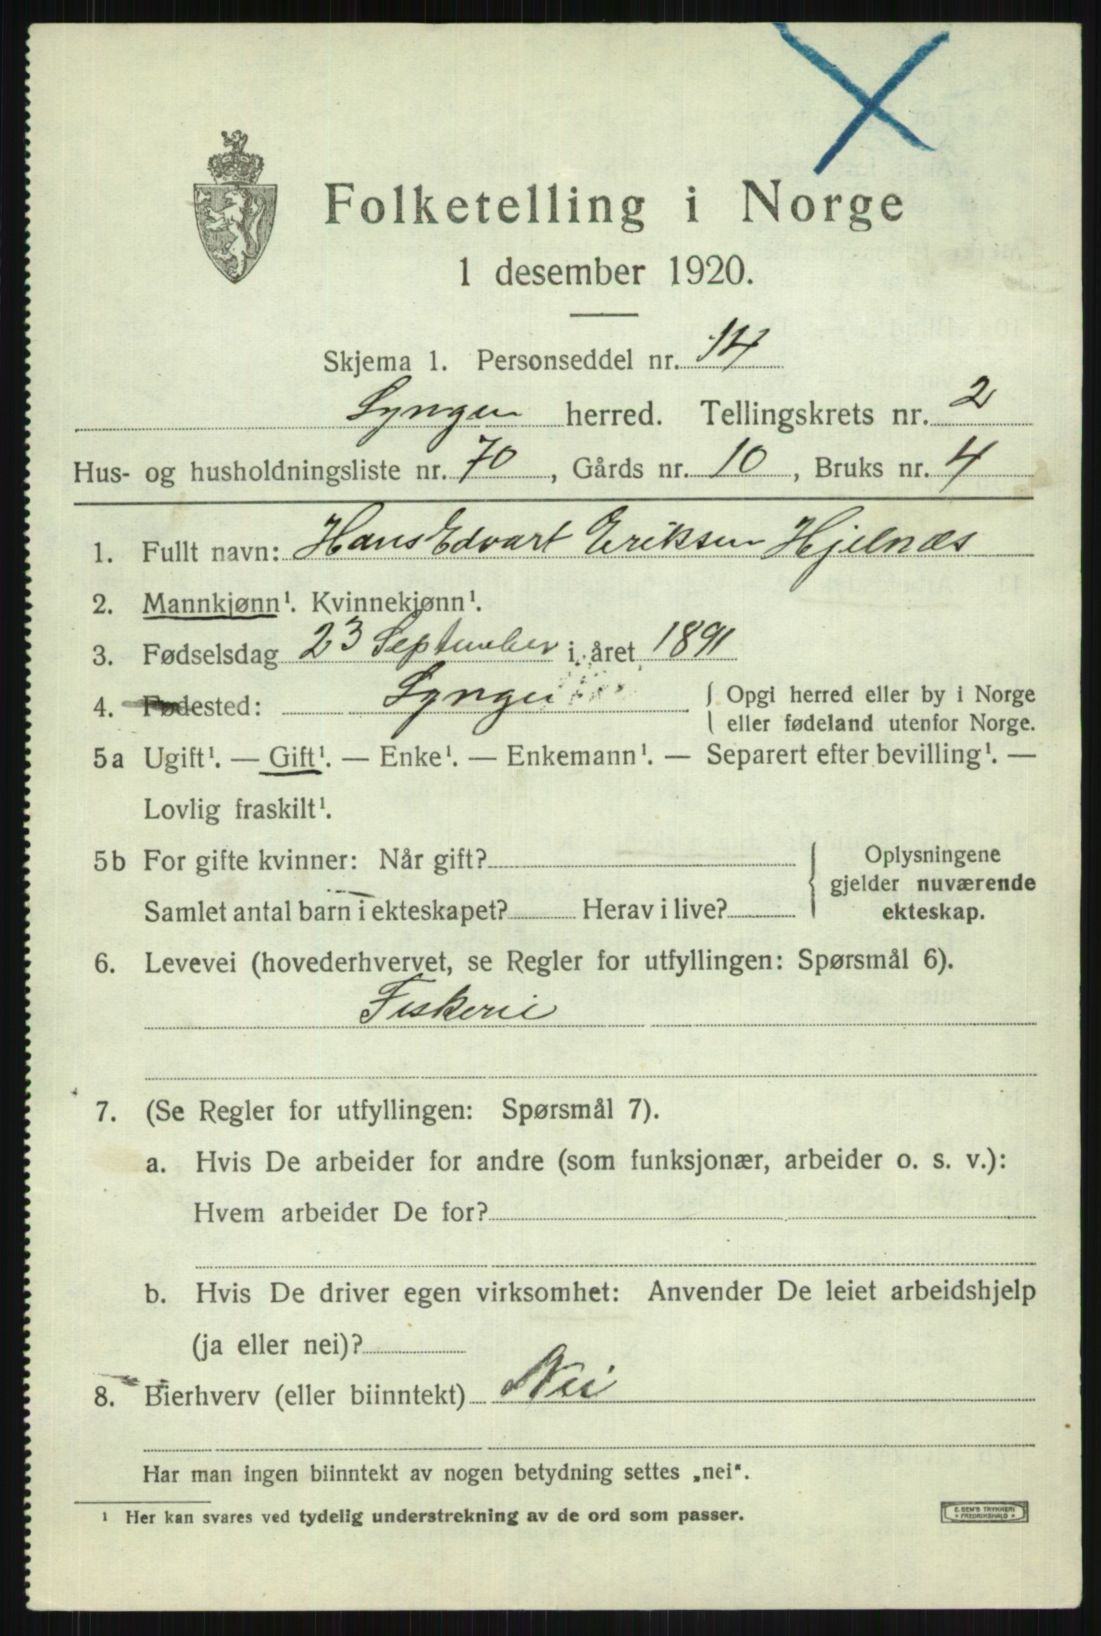 Folketelling i Norge
1 desember 1920.
Skjema 1. Personseddel nr. 14
Lyngen herred. Tellingskrets nr. 2
Hus- og husholdningsliste nr. 70, Gårds nr. 10, Bruks nr. 4
1. Fullt navn: Hans Edvart Eriksen Hjelnæs
2. Mannkjønn¹. Kvinnekjønn¹.
3. Fødselsdag 23 September i året 1891
4. Fødested: Lyngen { Opgi herred eller by i Norge
eller fødeland utenfor Norge.
5a Ugift¹. — Gift¹. — Enke¹. — Enkemann¹. — Separert efter bevilling¹. —
Lovlig fraskilt¹.
5b For gifte kvinner: Når gift? { Oplysningene
gjelder nuværende
Samlet antal barn i ekteskapet? Herav i live? ekteskap.
6. Levevei (hovederhvervet, se Regler for utfyllingen: Spørsmål 6).
Fiskeri
7. (Se Regler for utfyllingen: Spørsmål 7).
a. Hvis De arbeider for andre (som funksjonær, arbeider o. s. v.):
Hvem arbeider De for?
b. Hvis De driver egen virksomhet: Anvender De leiet arbeidshjelp
(ja eller nei)?
8. Bierhverv (eller biinntekt) Nei
Har man ingen biinntekt av nogen betydning settes „nei“.
¹ Her kan svares ved tydelig understrekning av de ord som passer.
E. SEM'S TRYKKERI
• FREDRIKSHALD •